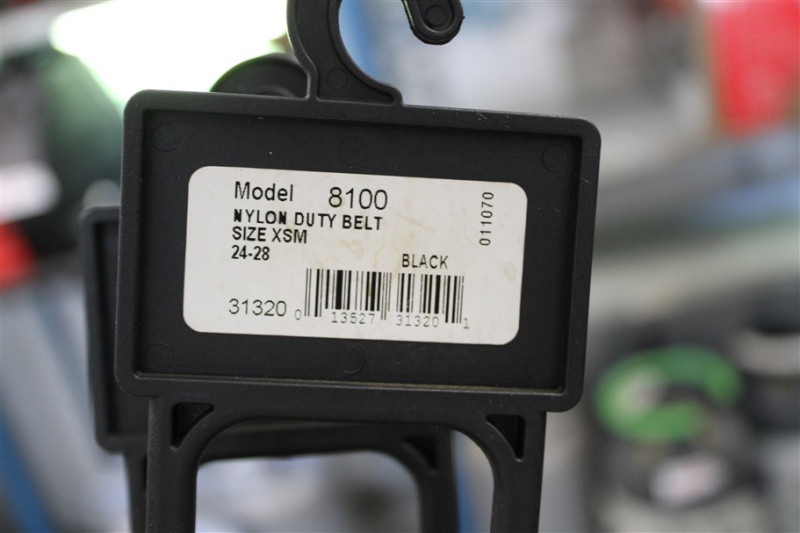 Model 8100
NYLON DUTY BELT
SIZE XSM
24-28
BLACK
31320
0 13527 31320 1
011070